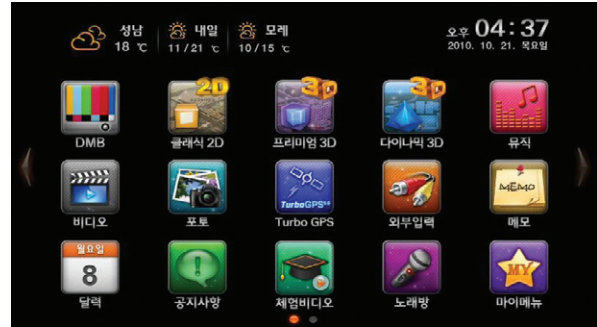 성남
18 ℃
내일
11/21 ℃
모레
10/15 ℃
오후 04:37
2010. 10. 21. 목요일
2D
3D
3D
DMB
클래식 2D
프리미엄 3D
다이나믹 3D
뮤직
TurboGPS
MEMO
비디오
포토
Turbo GPS
외부입력
메모
월요일
8
MY
달력
공지사항
체험비디오
노래방
마이메뉴